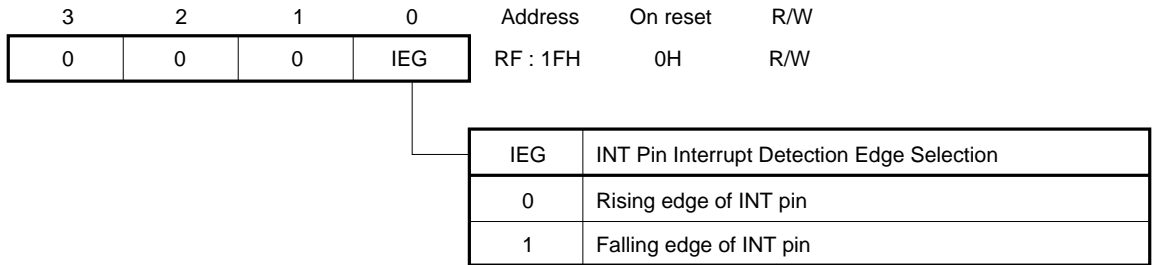 3 2 1 0 Address On reset R/W
0 0 0 IEG RF : 1FH 0H R/W
IEG INT Pin Interrupt Detection Edge Selection
0 Rising edge of INT pin
1 Falling edge of INT pin